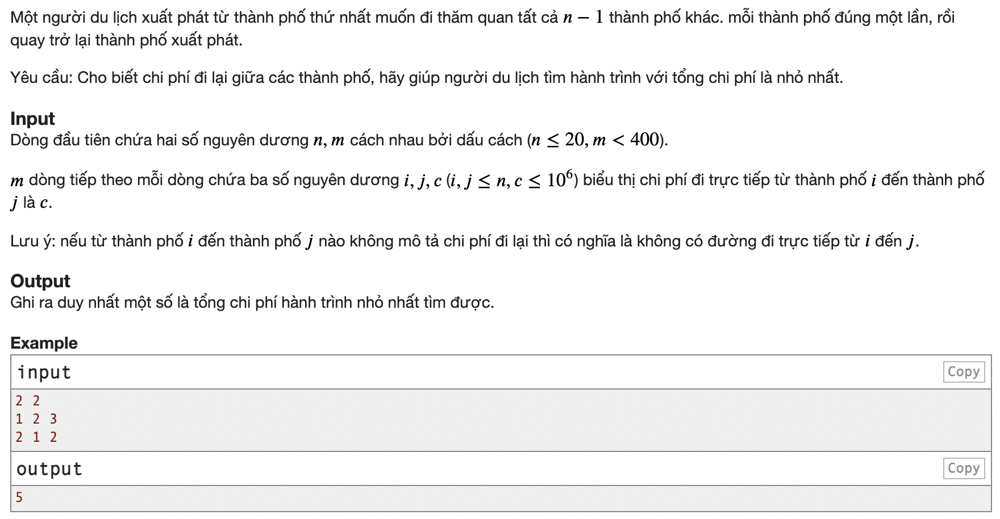 Một người du lịch xuất phát từ thành phố thứ nhất muốn đi thăm quan tất cả n − 1 thành phố khác. mỗi thành phố đúng một lần, rồi
quay trở lại thành phố xuất phát.
Yêu cầu: Cho biết chi phí đi lại giữa các thành phố, hãy giúp người du lịch tìm hành trình với tổng chi phí là nhỏ nhất.
Input
Dòng đầu tiên chứa hai số nguyên dương n, m cách nhau bởi dấu cách (n ≤ 20, m < 400).
m dòng tiếp theo mỗi dòng chứa ba số nguyên dương i, j, c (i, j ≤ n, c ≤ 10⁶) biểu thị chi phí đi trực tiếp từ thành phố i đến thành phố
j là c.
Lưu ý: nếu từ thành phố i đến thành phố j nào không mô tả chi phí đi lại thì có nghĩa là không có đường đi trực tiếp từ i đến j.
Output
Ghi ra duy nhất một số là tổng chi phí hành trình nhỏ nhất tìm được.
Example
input Copy
2 2
1 2 3
2 1 2
output Copy
5